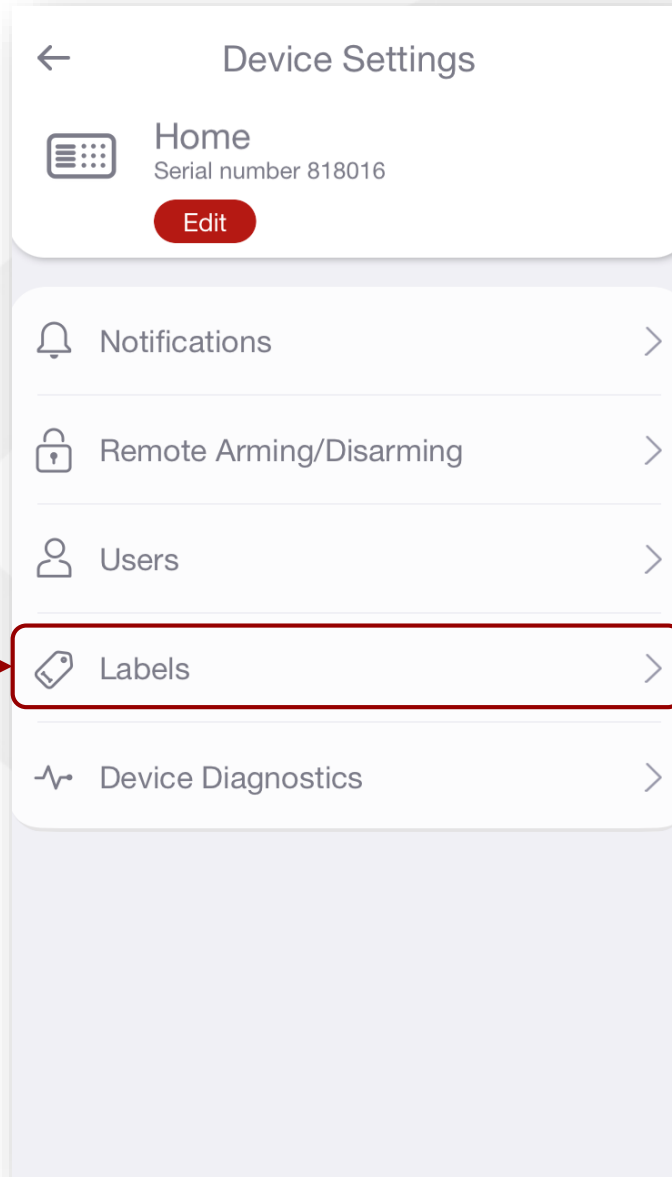 Device Settings
Home
Serial number 818016
Edit
Notifications
Remote Arming/Disarming
Users
Labels
Device Diagnostics